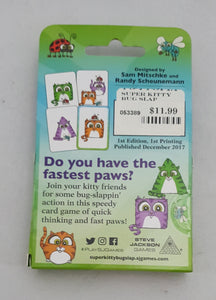 Designed by
Sam Mitschke and
Randy Scheunemann
SUPER KITTY
BUG SLAP
053389
$11.99
1st Edition, 1st Printing
Published December 2017
Do you have the
fastest paws?
Join your kitty friends
for some bug-slappin'
action in this speedy
card game of quick
thinking and fast paws!
#PLAYSJGAMES
STEVE
JACKSON
GAMES
superkittybugslap.sjgames.com